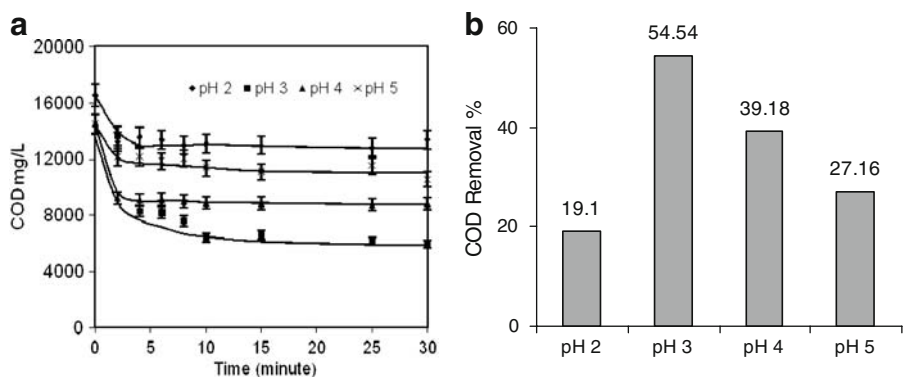 a
20000
16000
12000
8000
4000
0
COD mg/L
pH 2 pH 3 pH 4 pH 5
0 5 10 15 20 25 30
Time (minute)
b
60
40
20
0
COD Removal %
19.1
54.54
39.18
27.16
pH 2 pH 3 pH 4 pH 5